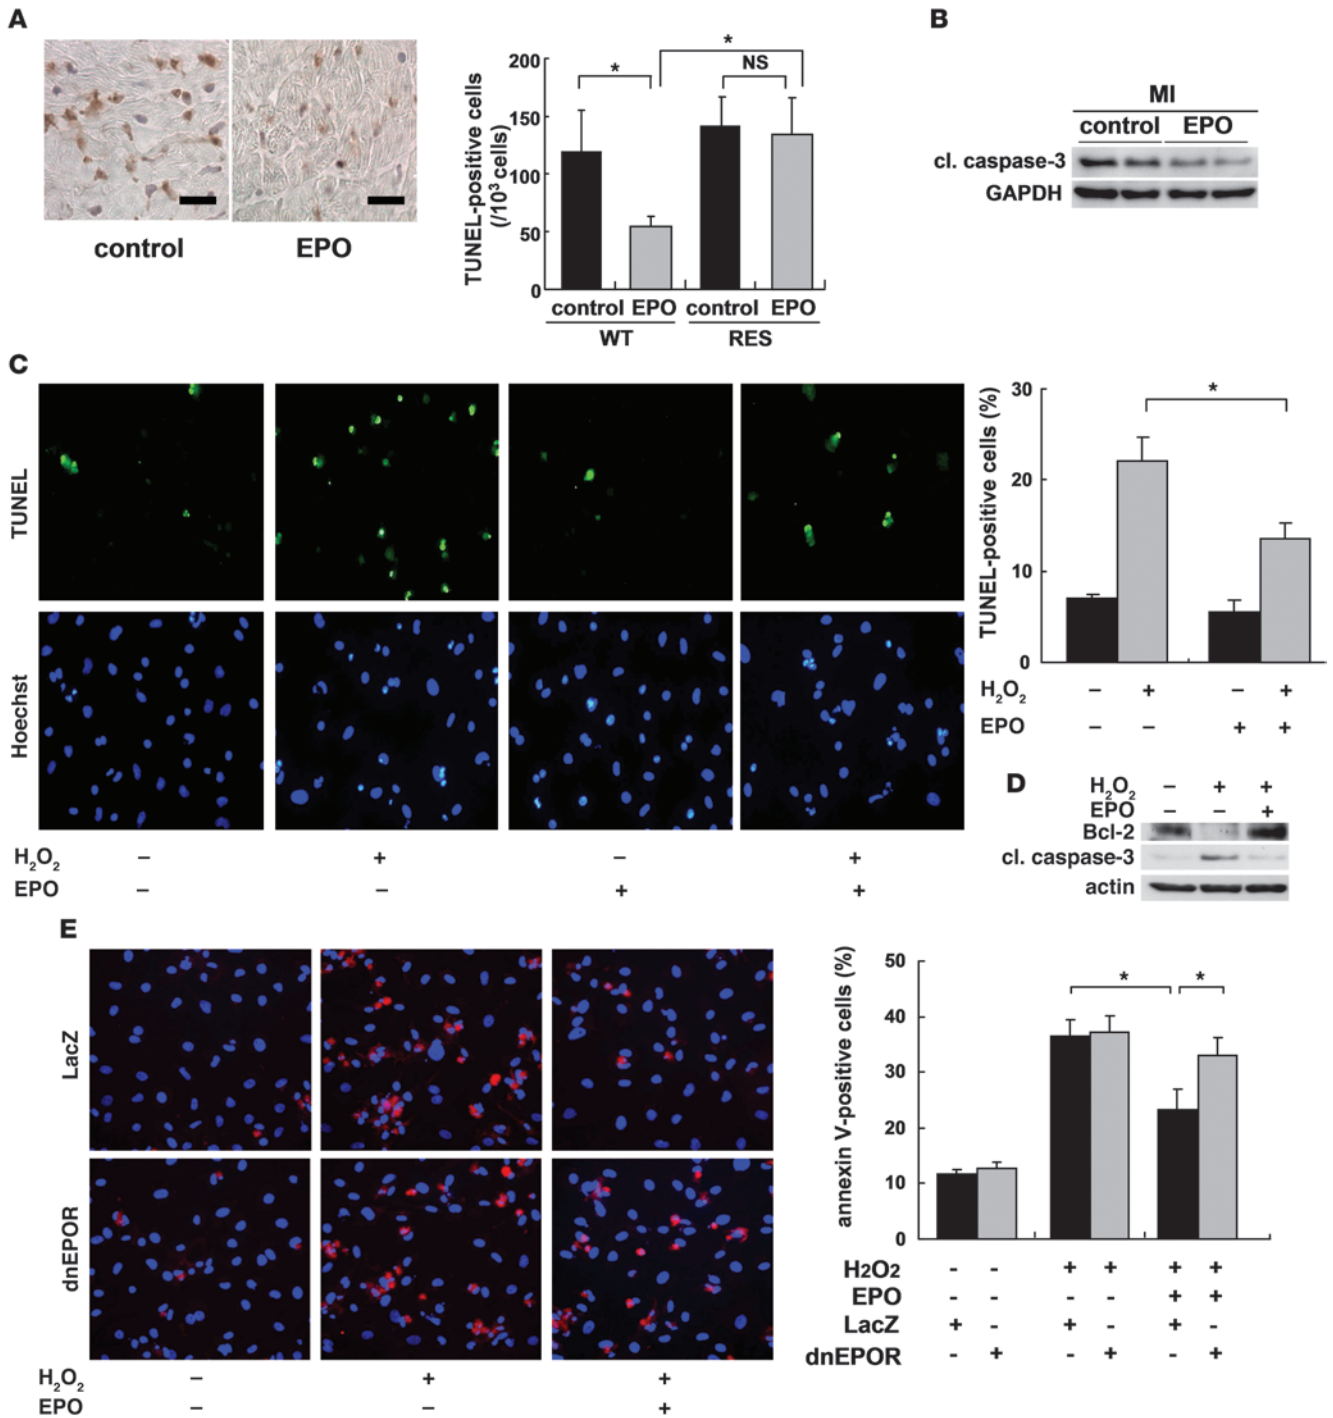 A
control
EPO
TUNEL-positive cells
(/10³ cells)
200
150
100
50
0
*
*
NS
control EPO control EPO
WT RES
B
MI
control EPO
cl. caspase-3
GAPDH
C
TUNEL
Hoechst
H₂O₂ – + – +
EPO – – + +
TUNEL-positive cells (%)
30
20
10
0
*
H₂O₂ – + – +
EPO – – + +
D
H₂O₂ – + +
EPO – – +
Bcl-2
cl. caspase-3
actin
E
LacZ
dnEPOR
H₂O₂ – + +
EPO – – +
annexin V-positive cells (%)
50
40
30
20
10
0
* *
H2O2 - - + + + +
EPO - - - - + +
LacZ + - + - + -
dnEPOR - + - + - +